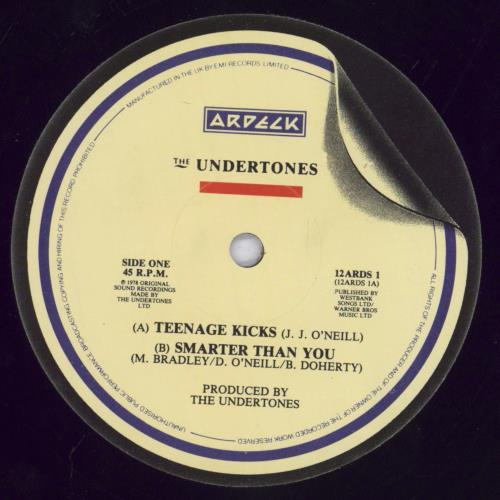 MANUFACTURED IN THE UK BY EMI RECORDS LIMITED
ARDECK
THE UNDERTONES
SIDE ONE
45 R.P.M.
℗ 1978 ORIGINAL
SOUND RECORDINGS
MADE BY
THE UNDERTONES
LTD
12ARDS 1
(12ARDS 1A)
PUBLISHED BY
WESTBANK
SONGS LTD/
WARNER BROS
MUSIC LTD
(A) TEENAGE KICKS (J. J. O'NEILL)
(B) SMARTER THAN YOU
(M. BRADLEY/D. O'NEILL/B. DOHERTY)
PRODUCED BY
THE UNDERTONES
ALL RIGHTS OF THE PRODUCER AND OF THE OWNER OF THE RECORDED WORK RESERVED
UNAUTHORISED PUBLIC PERFORMANCE BROADCASTING COPYING AND HIRING OF THIS RECORD PROHIBITED